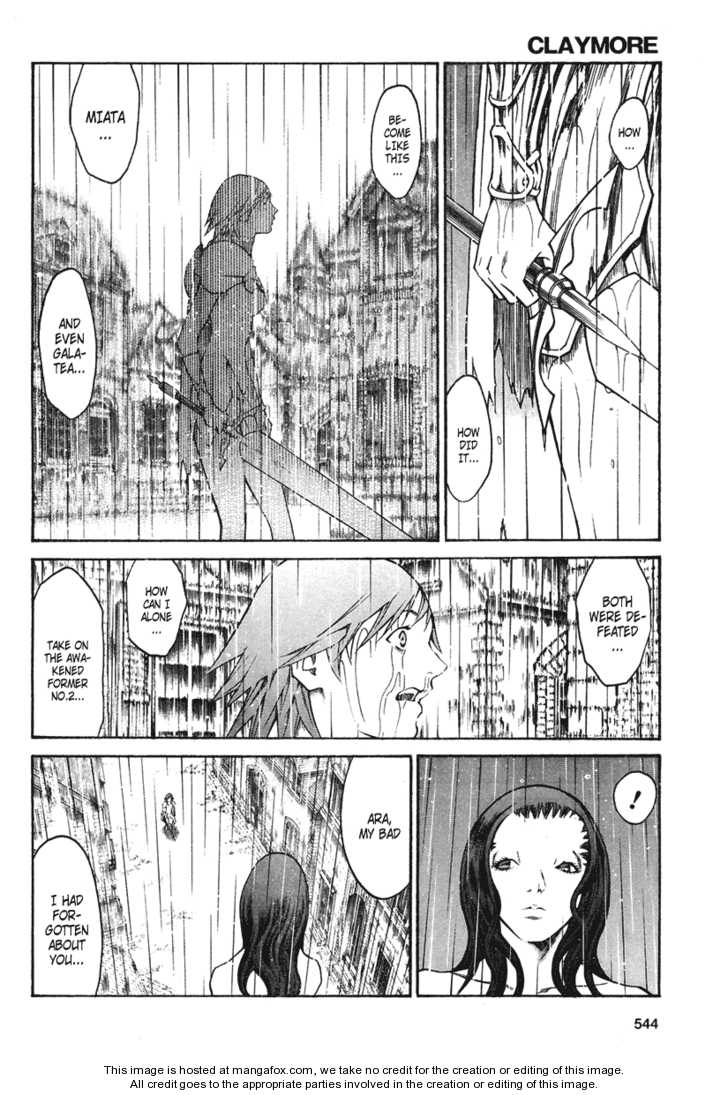 CLAYMORE
HOW
...
HOW
DID
IT...
BE-
COME
LIKE
THIS
...
MIATA
...
AND
EVEN
GALA-
TEA...
BOTH
WERE DE-
FEATED
...
HOW
CAN I
ALONE
...
TAKE ON
THE AWA-
KENED
FORMER
NO.2...
!
ARA,
MY BAD
I HAD
FOR-
GOTTEN
ABOUT
YOU...
544
This image is hosted at mangafox.com, we take no credit for the creation or editing of this image.
All credit goes to the appropriate parties involved in the creation or editing of this image.